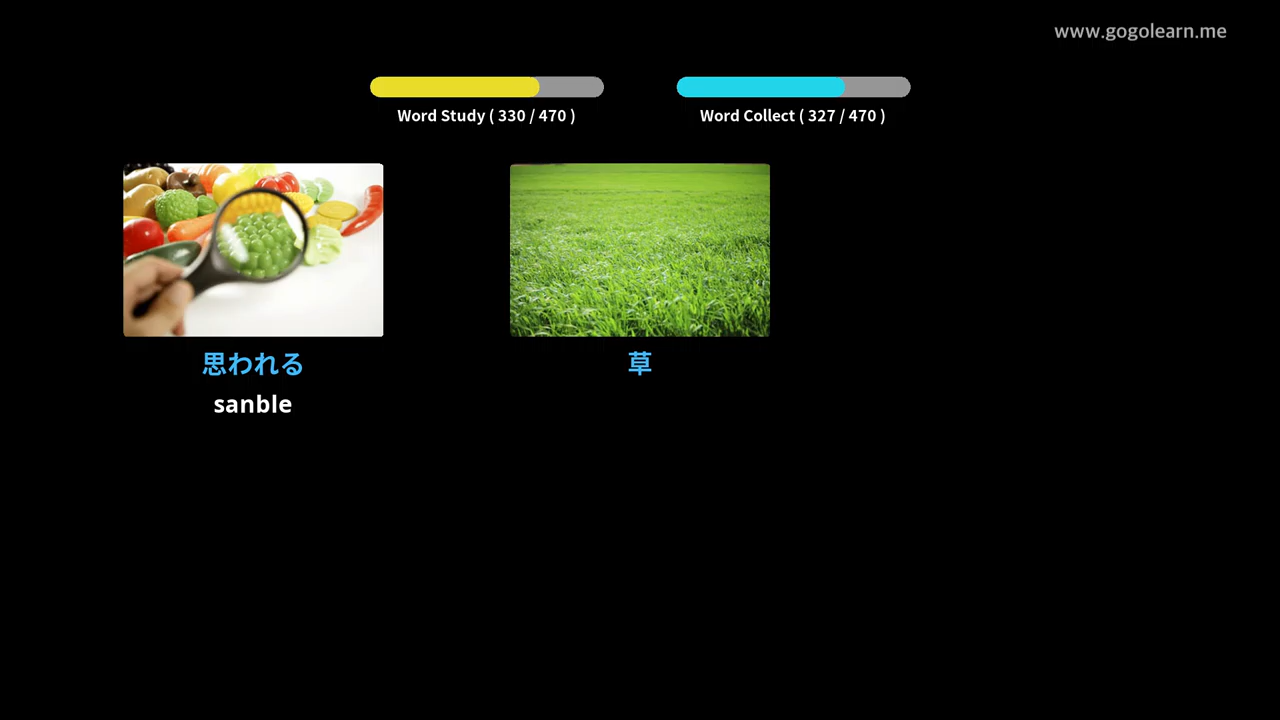 www.gogolearn.me
Word Study ( 330 / 470 )
Word Collect ( 327 / 470 )
思われる
sanble
草